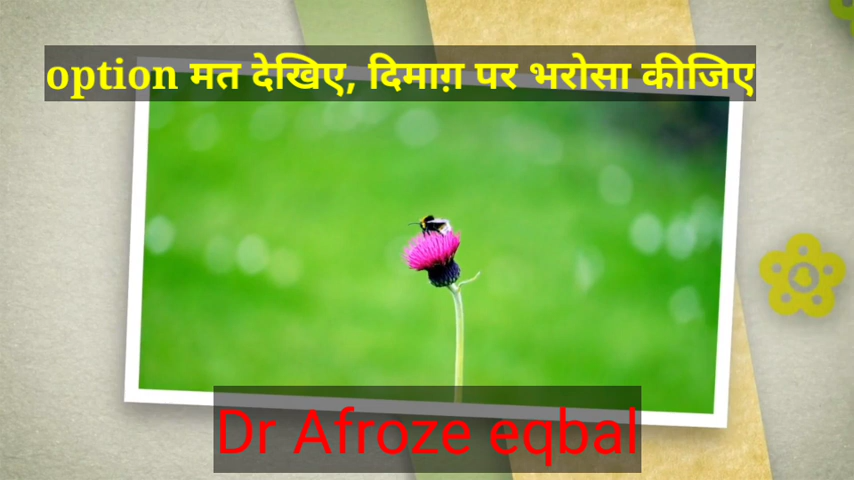 option मत देखिए, दिमाग़ पर भरोसा कीजिए
Dr Afroze eqbal